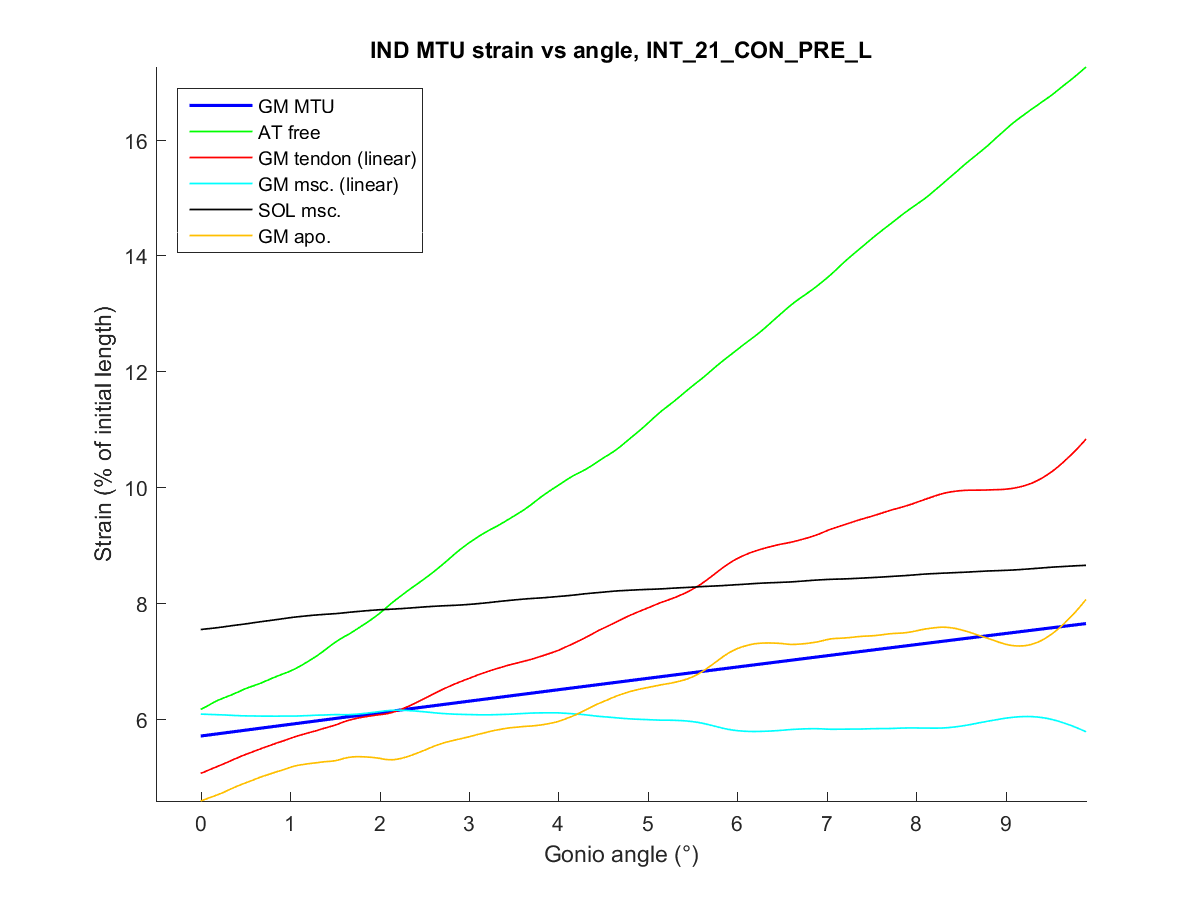 IND MTU strain vs angle, INT_21_CON_PRE_L
GM MTU
AT free
GM tendon (linear)
GM msc. (linear)
SOL msc.
GM apo.
Strain (% of initial length)
16
14
12
10
8
6
0 1 2 3 4 5 6 7 8 9
Gonio angle (°)